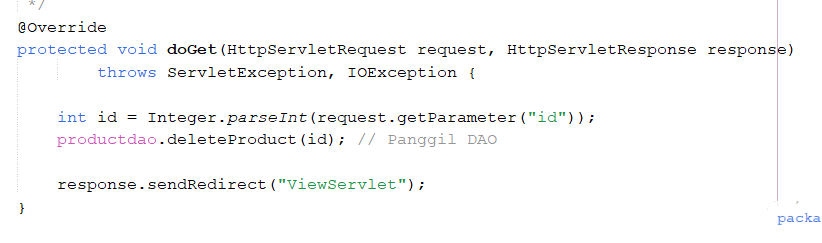 */
@Override
protected void doGet(HttpServletRequest request, HttpServletResponse response)
        throws ServletException, IOException {

    int id = Integer.parseInt(request.getParameter("id"));
    productdao.deleteProduct(id); // Panggil DAO

    response.sendRedirect("ViewServlet");
}
packa